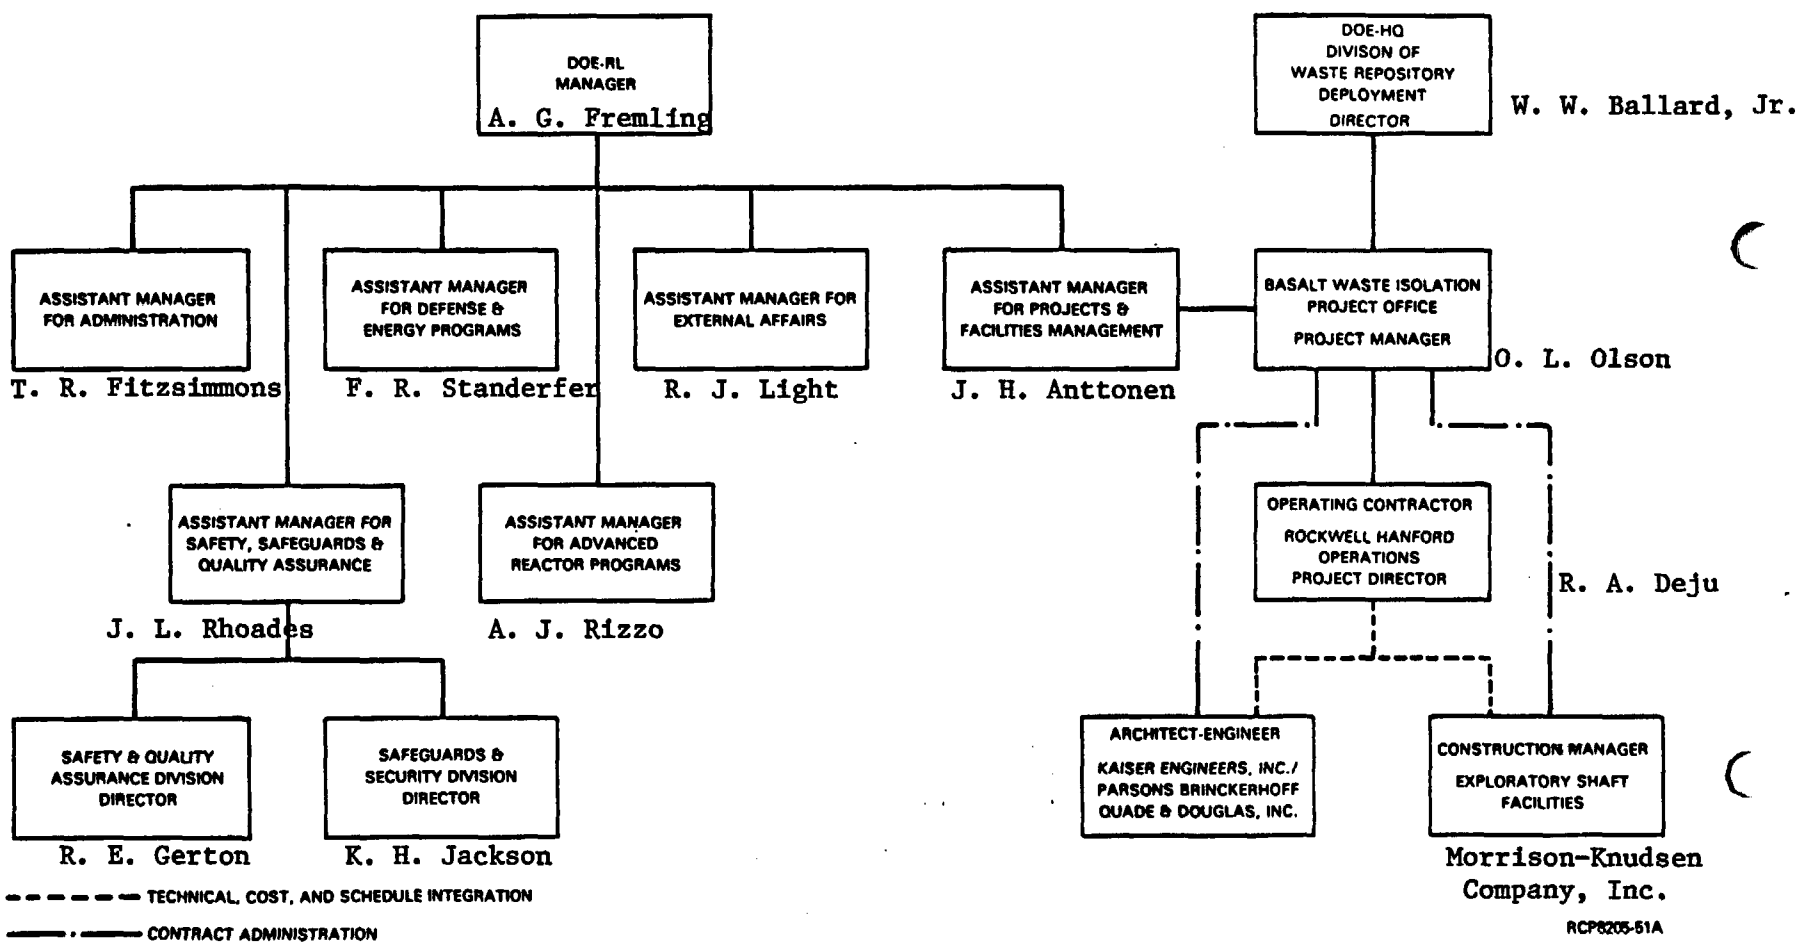 DOE-RL
MANAGER
A. G. Fremling
DOE-HQ
DIVISON OF
WASTE REPOSITORY
DEPLOYMENT
DIRECTOR
W. W. Ballard, Jr.
ASSISTANT MANAGER
FOR ADMINISTRATION
T. R. Fitzsimmons
ASSISTANT MANAGER
FOR DEFENSE &
ENERGY PROGRAMS
F. R. Standerfer
ASSISTANT MANAGER FOR
EXTERNAL AFFAIRS
R. J. Light
ASSISTANT MANAGER
FOR PROJECTS &
FACILITIES MANAGEMENT
J. H. Anttonen
BASALT WASTE ISOLATION
PROJECT OFFICE
PROJECT MANAGER
O. L. Olson
ASSISTANT MANAGER FOR
SAFETY, SAFEGUARDS &
QUALITY ASSURANCE
J. L. Rhoades
ASSISTANT MANAGER
FOR ADVANCED
REACTOR PROGRAMS
A. J. Rizzo
OPERATING CONTRACTOR
ROCKWELL HANFORD
OPERATIONS
PROJECT DIRECTOR
R. A. Deju
SAFETY & QUALITY
ASSURANCE DIVISION
DIRECTOR
R. E. Gerton
SAFEGUARDS &
SECURITY DIVISION
DIRECTOR
K. H. Jackson
ARCHITECT-ENGINEER
KAISER ENGINEERS, INC./
PARSONS BRINCKERHOFF
QUADE & DOUGLAS, INC.
CONSTRUCTION MANAGER
EXPLORATORY SHAFT
FACILITIES
Morrison-Knudsen
Company, Inc.
TECHNICAL, COST, AND SCHEDULE INTEGRATION
CONTRACT ADMINISTRATION
RCP8205-51A